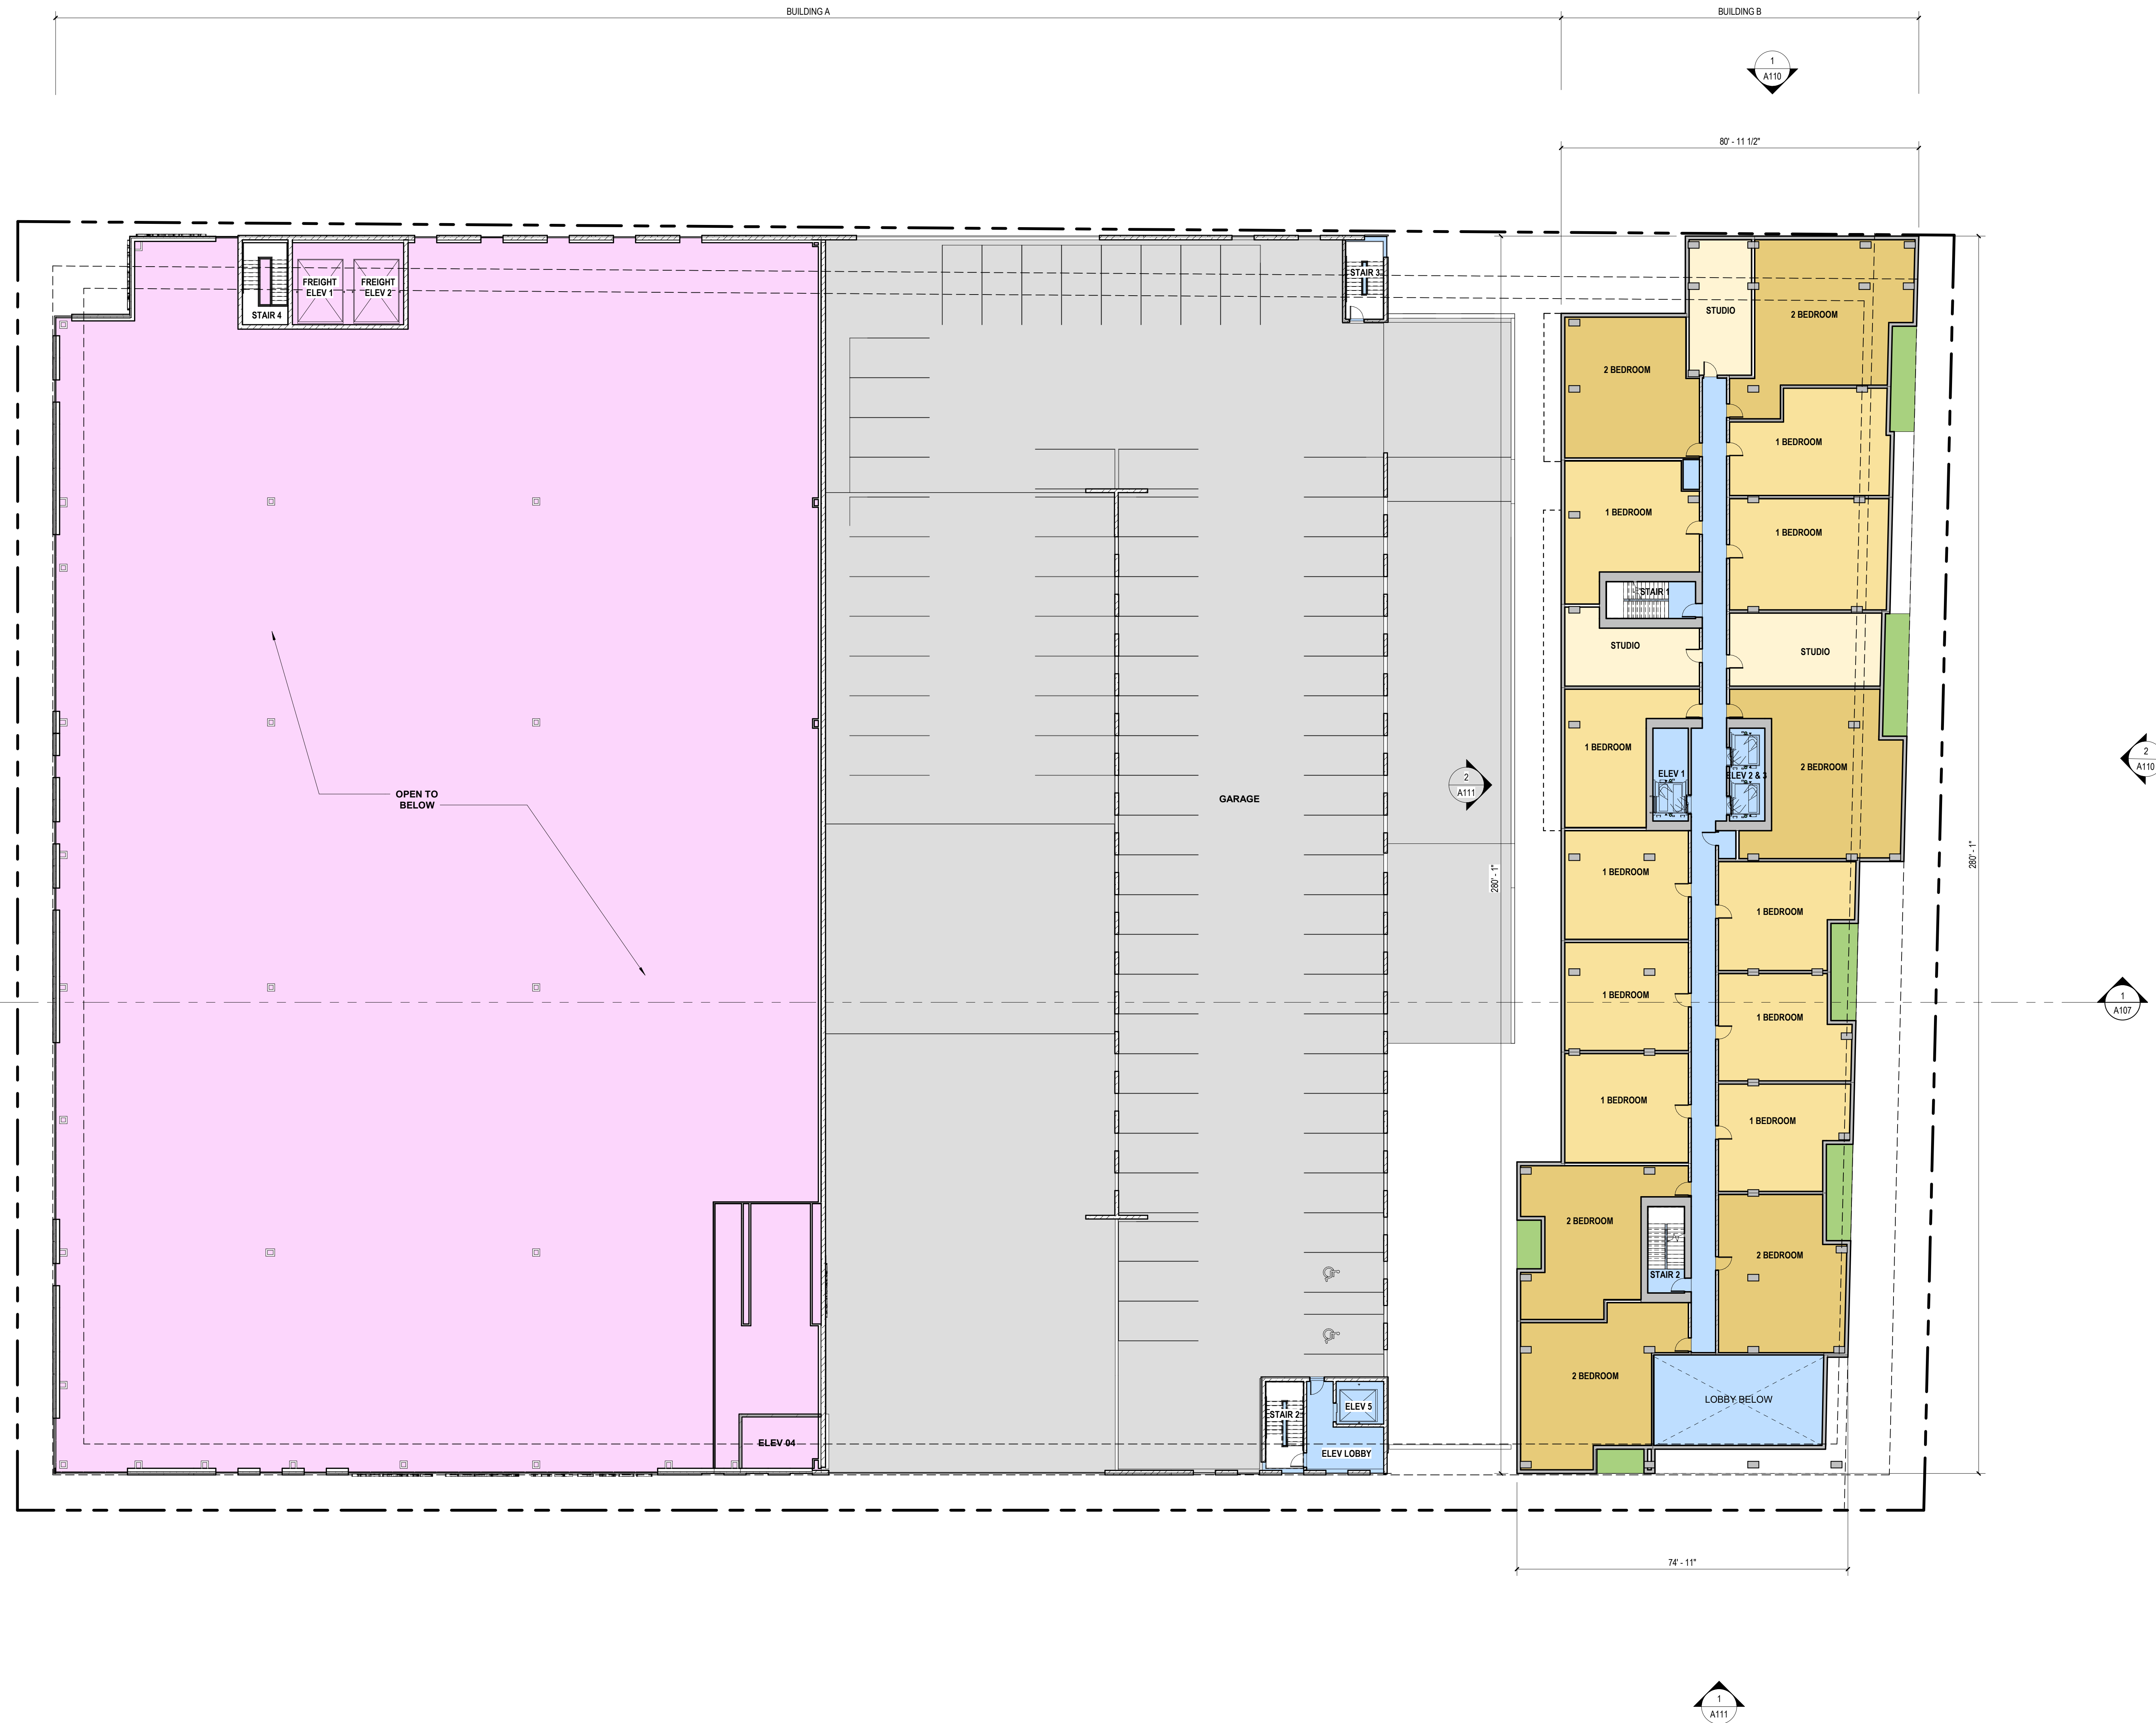 BUILDING A
BUILDING B
1
A110
80' - 11 1/2"
STAIR 4
FREIGHT
ELEV 1
FREIGHT
ELEV 2
STAIR 3
STUDIO
2 BEDROOM
2 BEDROOM
1 BEDROOM
1 BEDROOM
1 BEDROOM
STAIR 1
STUDIO
STUDIO
1 BEDROOM
ELEV 1
ELEV 2 & 3
2 BEDROOM
2
A110
OPEN TO
BELOW
GARAGE
2
A111
280' - 1"
280' - 1"
1 BEDROOM
1 BEDROOM
1 BEDROOM
1 BEDROOM
1
A107
1 BEDROOM
1 BEDROOM
2 BEDROOM
2 BEDROOM
STAIR 2
2 BEDROOM
LOBBY BELOW
STAIR 2
ELEV 5
ELEV LOBBY
ELEV 04
74' - 11"
1
A111